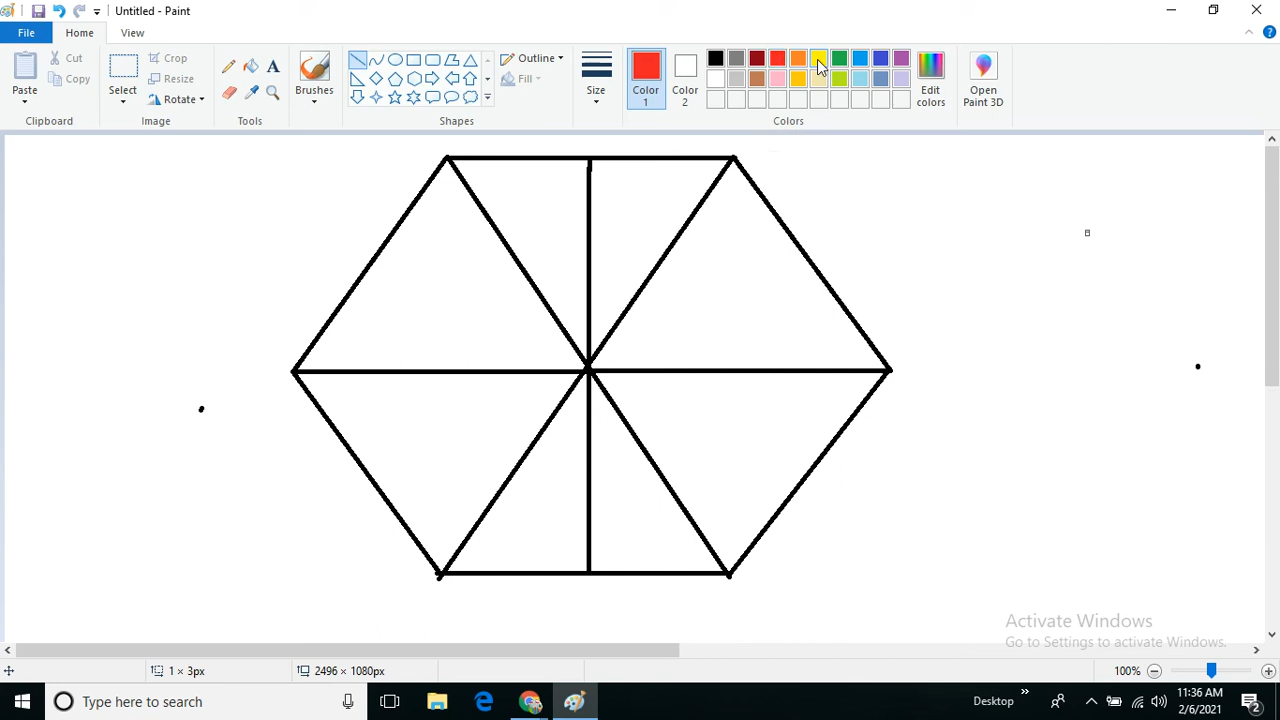 Untitled - Paint
File
Home
View
Paste
Cut
Copy
Clipboard
Select
Crop
Resize
Rotate
Image
Tools
A
Brushes
Outline
Fill
Shapes
Size
Color 1
Color 2
Colors
Edit colors
Open Paint 3D
Activate Windows
Go to Settings to activate Windows.
1 × 3px
2496 × 1080px
100%
Type here to search
Desktop
11:36 AM
2/6/2021
2